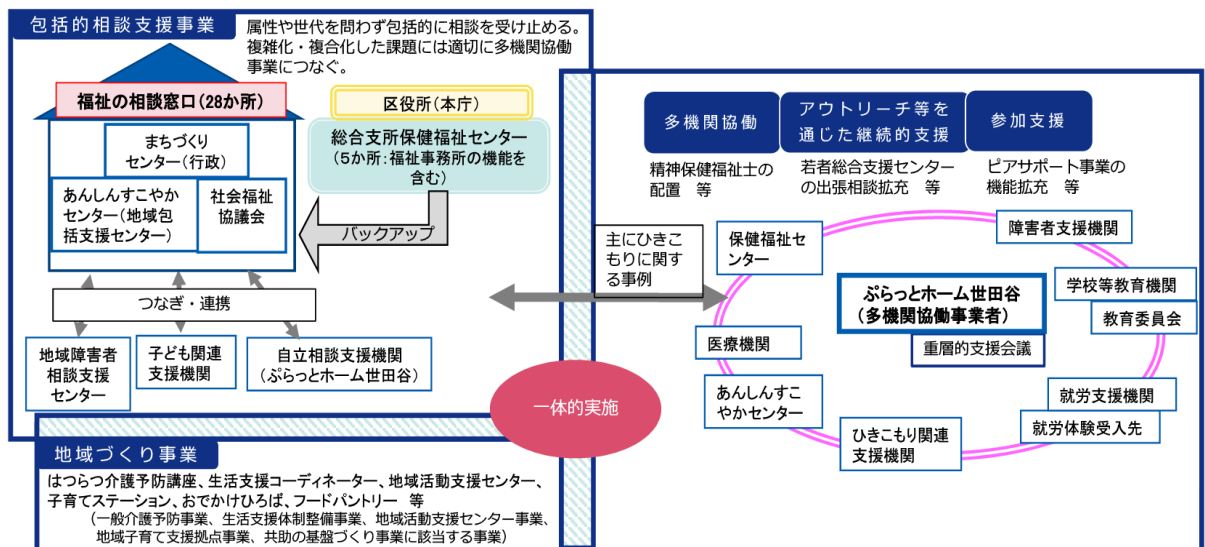 包括的相談支援事業
属性や世代を問わず包括的に相談を受け止める。
複雑化・複合化した課題には適切に多機関協働
事業につなぐ。
福祉の相談窓口(28か所)
まちづくり
センター(行政)
あんしんすこやか
センター(地域包
括支援センター)
社会福祉
協議会
区役所(本庁)
総合支所保健福祉センター
(5か所:福祉事務所の機能を
含む)
バックアップ
つなぎ・連携
地域障害者
相談支援
センター
子ども関連
支援機関
自立相談支援機関
(ぷらっとホーム世田谷)
主にひきこ
もりに関す
る事例
多機関協働
精神保健福祉士の
配置 等
アウトリーチ等を
通じた継続的支援
若者総合支援センター
の出張相談拡充 等
参加支援
ピアサポート事業の
機能拡充 等
保健福祉セ
ンター
障害者支援機関
学校等教育機関
教育委員会
ぷらっとホーム世田谷
(多機関協働事業者)
重層的支援会議
医療機関
あんしんすこ
やかセンター
ひきこもり関連
支援機関
就労支援機関
就労体験受入先
一体的実施
地域づくり事業
はつらつ介護予防講座、生活支援コーディネーター、地域活動支援センター、
子育てステーション、おでかけひろば、フードパントリー 等
(一般介護予防事業、生活支援体制整備事業、地域活動支援センター事業、
地域子育て支援拠点事業、共助の基盤づくり事業に該当する事業)